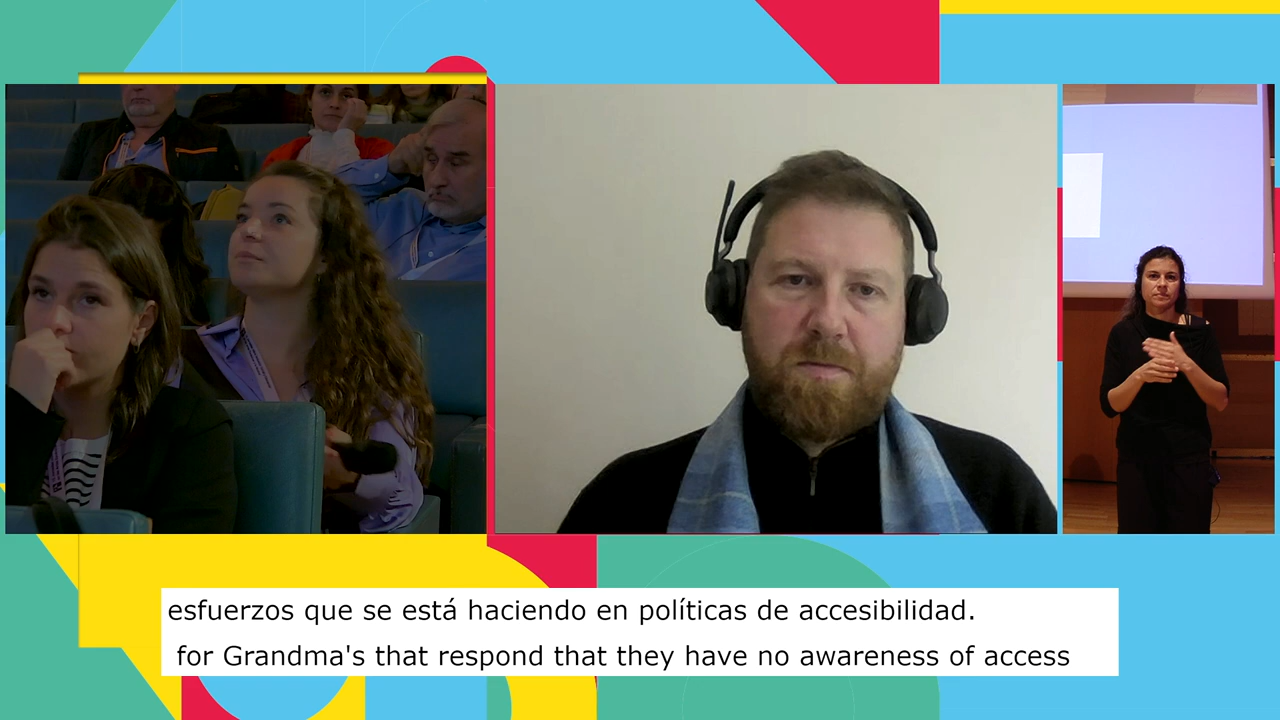 esfuerzos que se está haciendo en políticas de accesibilidad.
for Grandma's that respond that they have no awareness of access